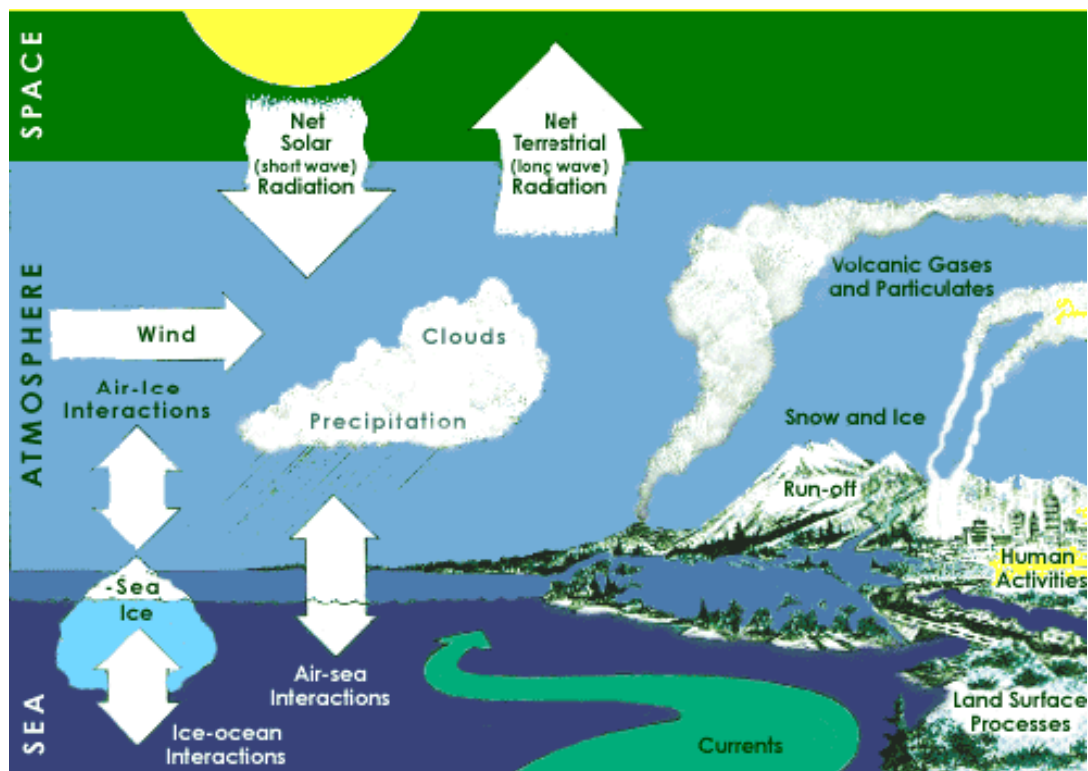 SPACE
Net
Solar
(short wave)
Radiation
Net
Terrestrial
(long wave)
Radiation
ATMOSPHERE
Volcanic Gases
and Particulates
Wind
Clouds
Air-Ice
Interactions
Precipitation
Snow and Ice
Run-off
Human
Activities
-Sea
Ice
Air-sea
Interactions
Land Surface
Processes
SEA
Ice-ocean
Interactions
Currents